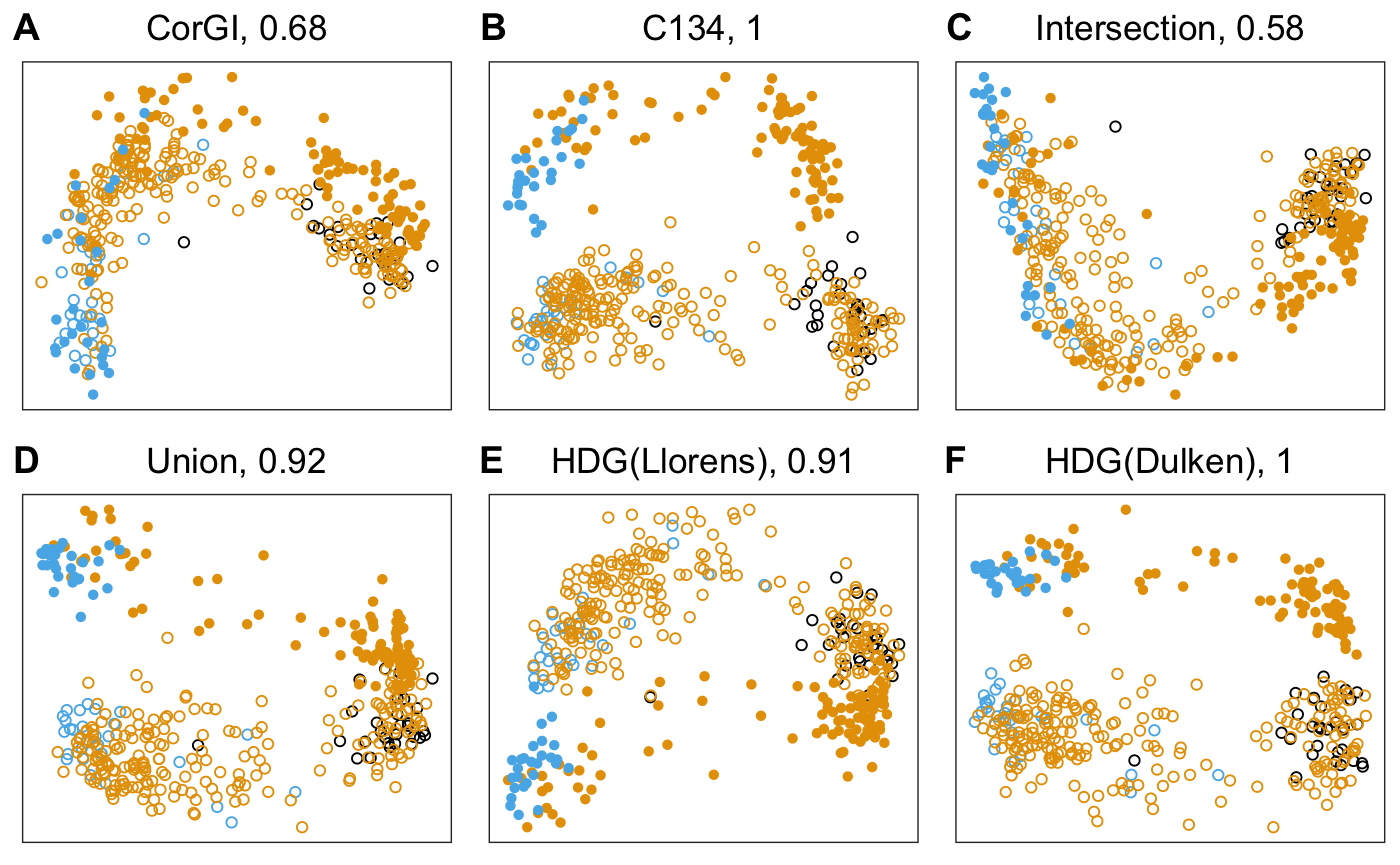 A CorGI, 0.68
B C134, 1
C Intersection, 0.58
D Union, 0.92
E HDG(Llorens), 0.91
F HDG(Dulken), 1